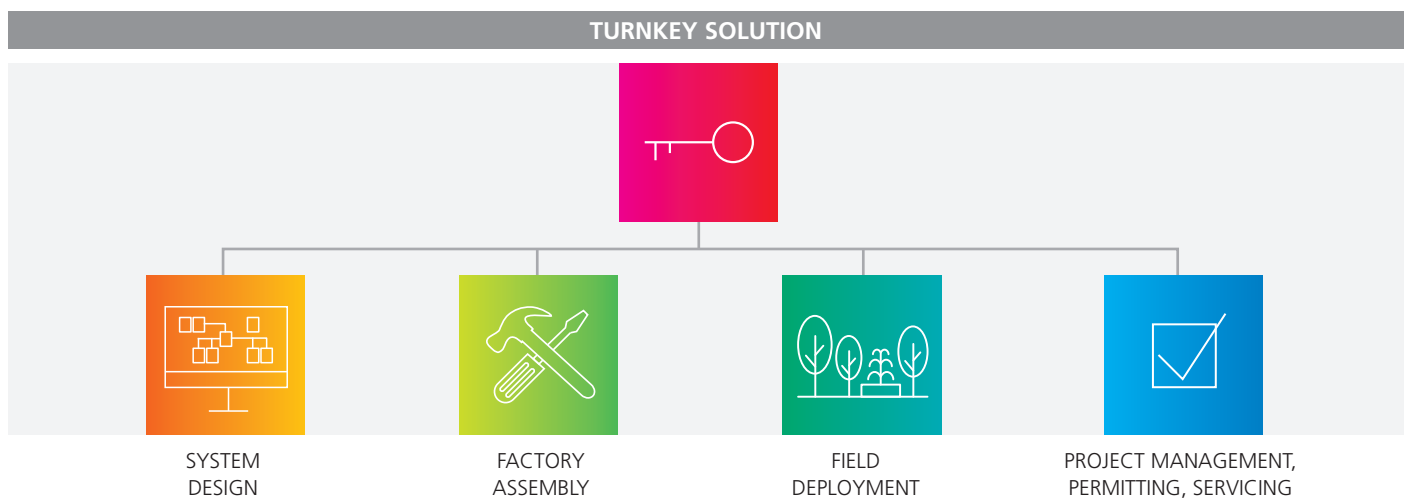 TURNKEY SOLUTION
SYSTEM
DESIGN
FACTORY
ASSEMBLY
FIELD
DEPLOYMENT
PROJECT MANAGEMENT,
PERMITTING, SERVICING